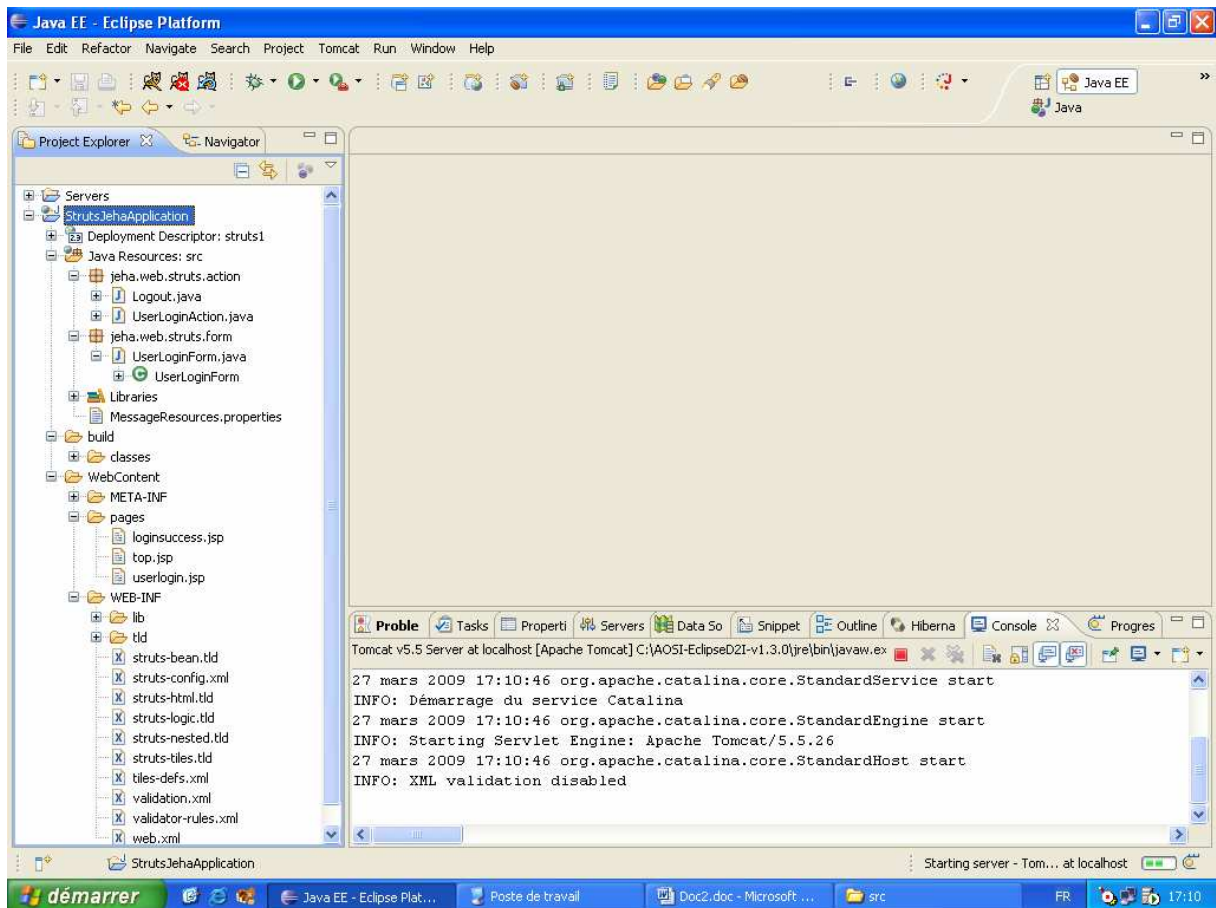 Java EE - Eclipse Platform
File Edit Refactor Navigate Search Project Tomcat Run Window Help
Java EE
»
Java
Project Explorer
Navigator
Servers
StrutsJehaApplication
Deployment Descriptor: struts1
Java Resources: src
jeha.web.struts.action
Logout.java
UserLoginAction.java
jeha.web.struts.form
UserLoginForm.java
UserLoginForm
Libraries
MessageResources.properties
build
classes
WebContent
META-INF
pages
loginsuccess.jsp
top.jsp
userlogin.jsp
WEB-INF
lib
tld
struts-bean.tld
struts-config.xml
struts-html.tld
struts-logic.tld
struts-nested.tld
struts-tiles.tld
tiles-defs.xml
validation.xml
validator-rules.xml
web.xml
Proble Tasks Properti Servers Data So Snippet Outline Hiberna Console Progres
Tomcat v5.5 Server at localhost [Apache Tomcat] C:\AOSI-EclipseD2I-v1.3.0\jre\bin\javaw.ex
27 mars 2009 17:10:46 org.apache.catalina.core.StandardService start
INFO: Démarrage du service Catalina
27 mars 2009 17:10:46 org.apache.catalina.core.StandardEngine start
INFO: Starting Servlet Engine: Apache Tomcat/5.5.26
27 mars 2009 17:10:46 org.apache.catalina.core.StandardHost start
INFO: XML validation disabled
StrutsJehaApplication
Starting server - Tom... at localhost
démarrer
Java EE - Eclipse Plat...
Poste de travail
Doc2.doc - Microsoft ...
src
FR
17:10